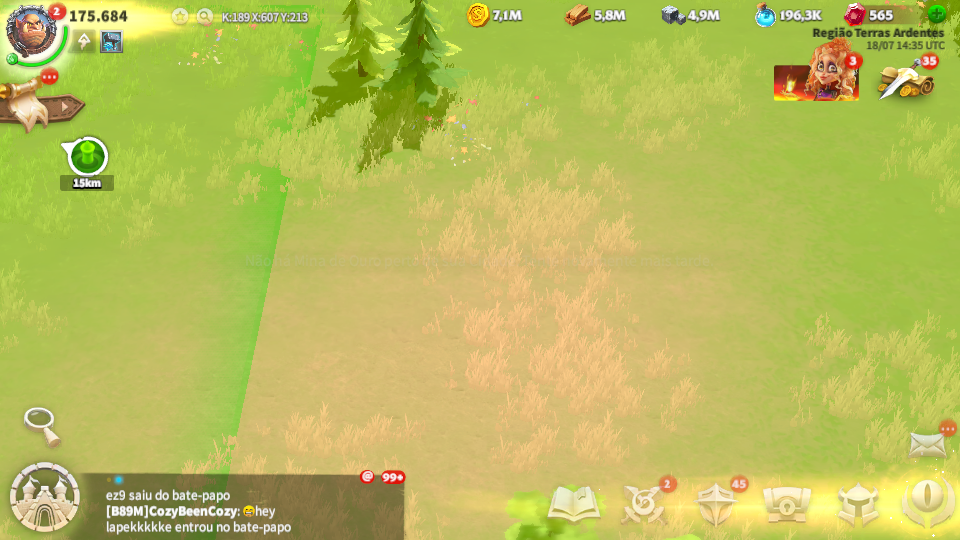 2
175.684
K:189 X:607 Y:213
7,1M
5,8M
4,9M
196,3K
565
Região Terras Ardentes
18/07 14:35 UTC
3
35
15km
@ 99+
ez9 saiu do bate-papo
[B89M]CozyBeenCozy: hey
lapekkkkke entrou no bate-papo
2
45